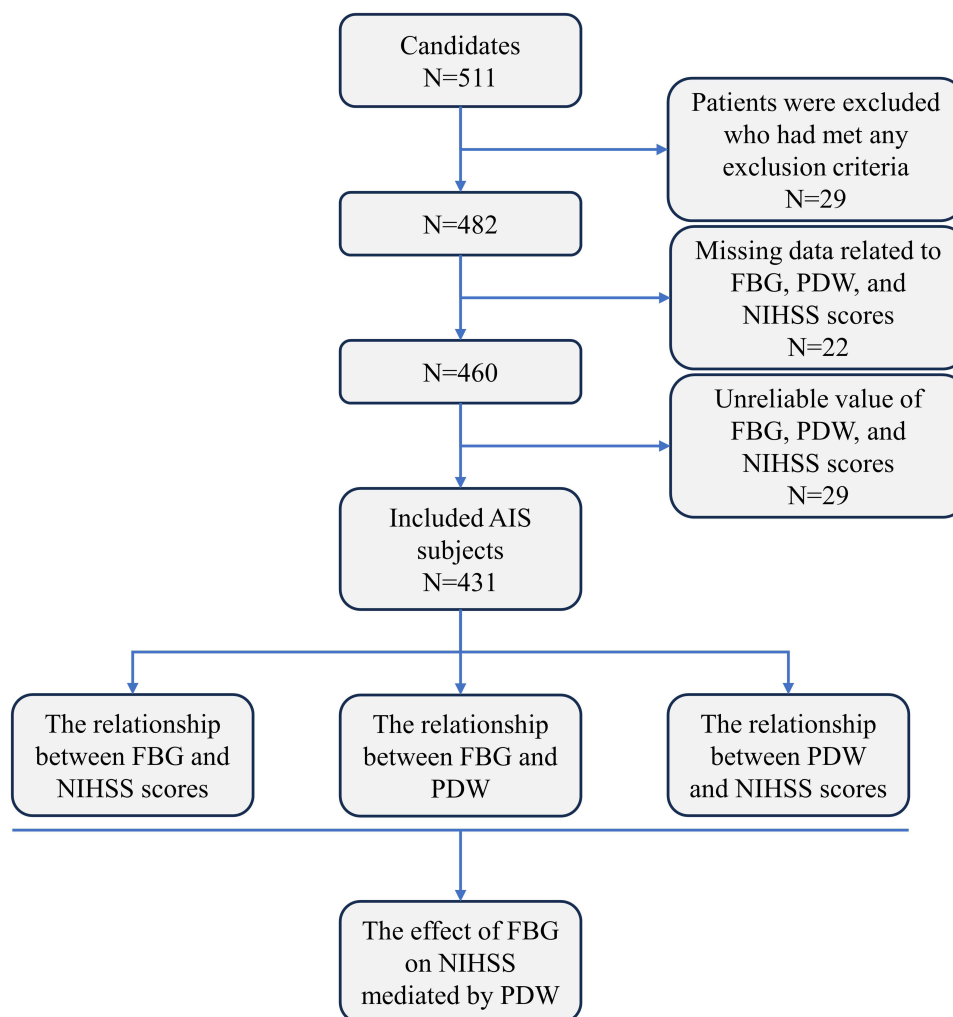 Candidates
N=511
Patients were excluded
who had met any
exclusion criteria
N=29
N=482
Missing data related to
FBG, PDW, and
NIHSS scores
N=22
N=460
Unreliable value of
FBG, PDW, and
NIHSS scores
N=29
Included AIS
subjects
N=431
The relationship
between FBG and
NIHSS scores
The relationship
between FBG and
PDW
The relationship
between PDW
and NIHSS scores
The effect of FBG
on NIHSS
mediated by PDW